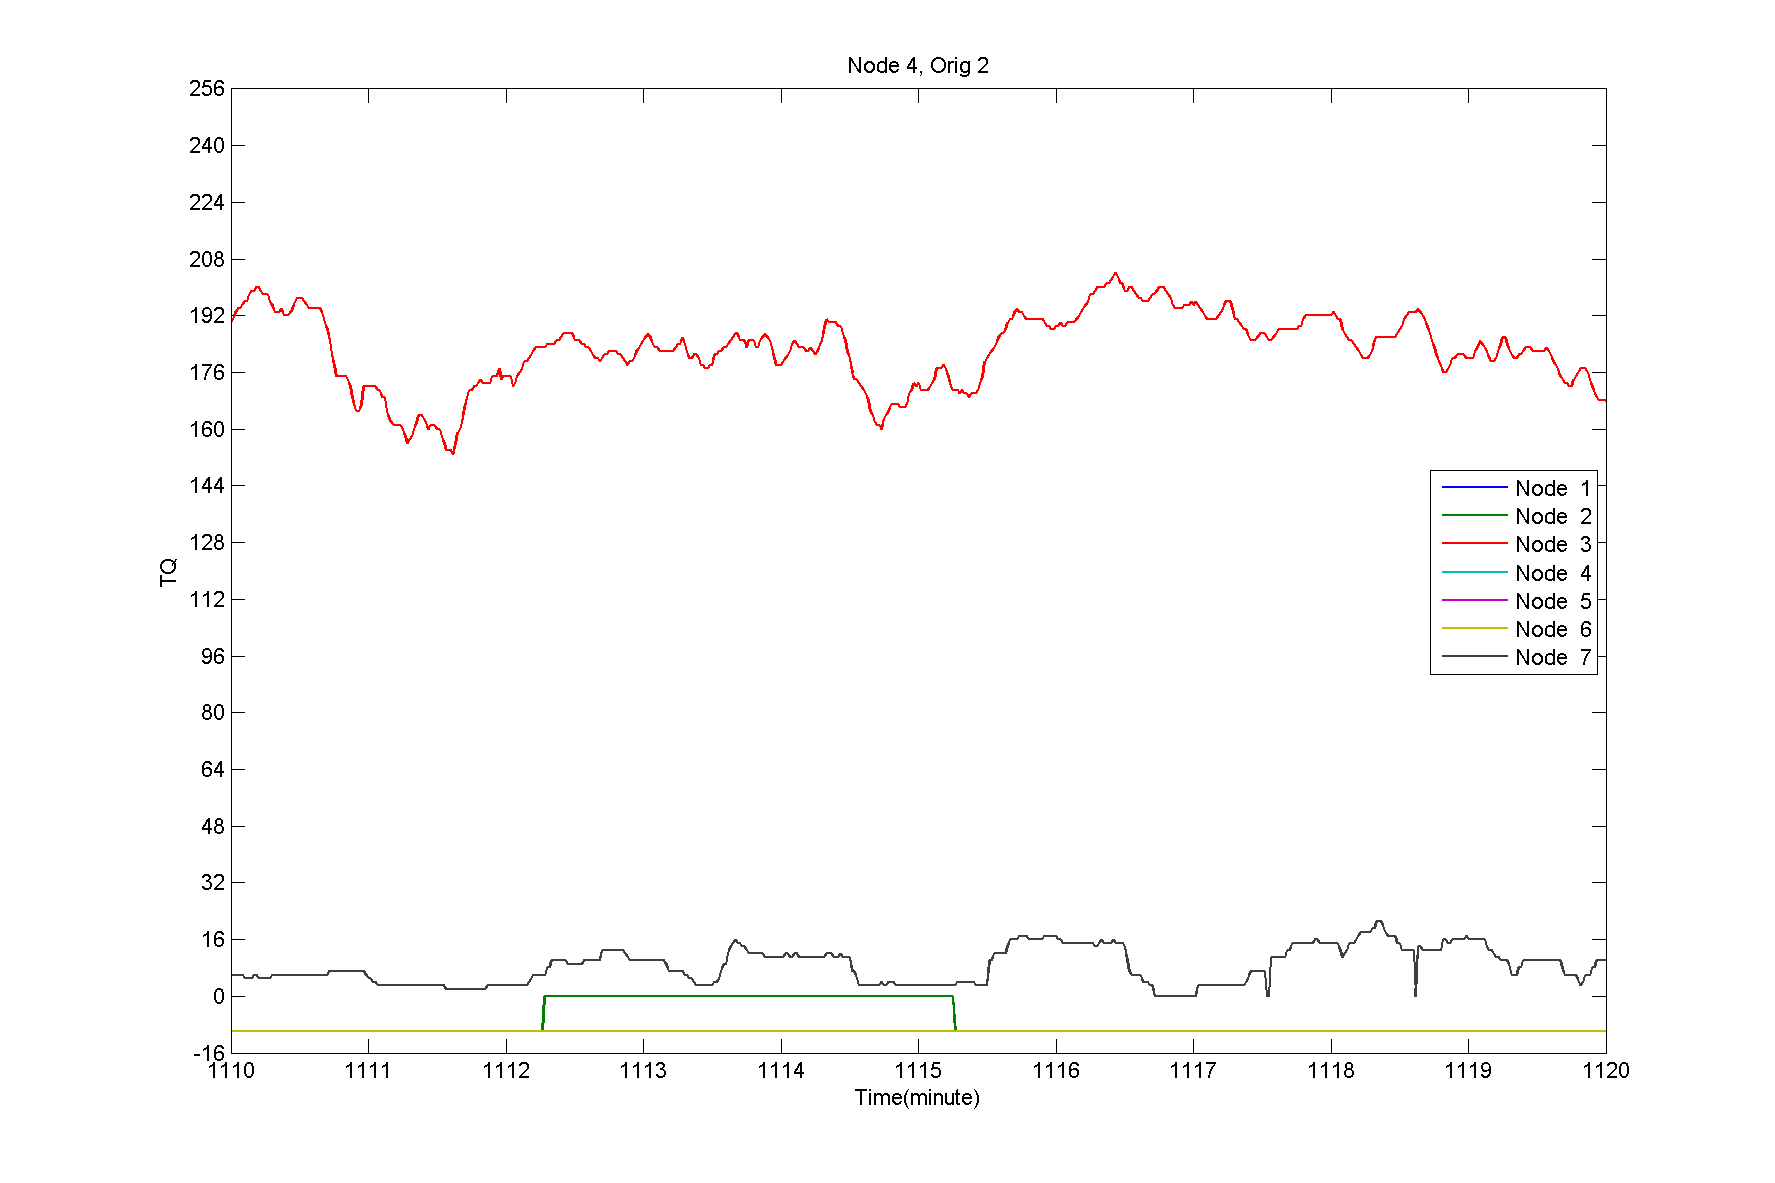 Node 4, Orig 2
256
240
224
208
192
176
160
144
128
112
96
80
64
48
32
16
0
-16
TQ
Node 1
Node 2
Node 3
Node 4
Node 5
Node 6
Node 7
1110 1111 1112 1113 1114 1115 1116 1117 1118 1119 1120
Time(minute)